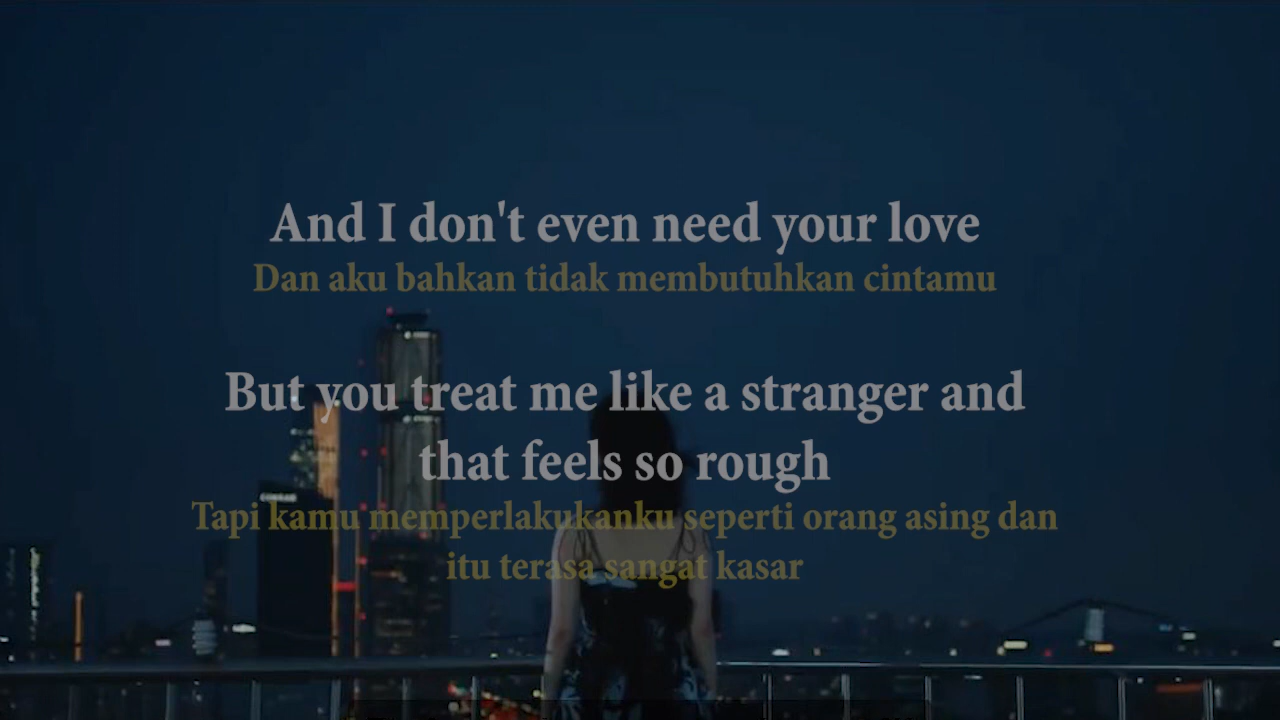 And I don't even need your love
Dan aku bahkan tidak membutuhkan cintamu
But you treat me like a stranger and
that feels so rough
Tapi kamu memperlakukanku seperti orang asing dan
itu terasa sangat kasar
CONRAD